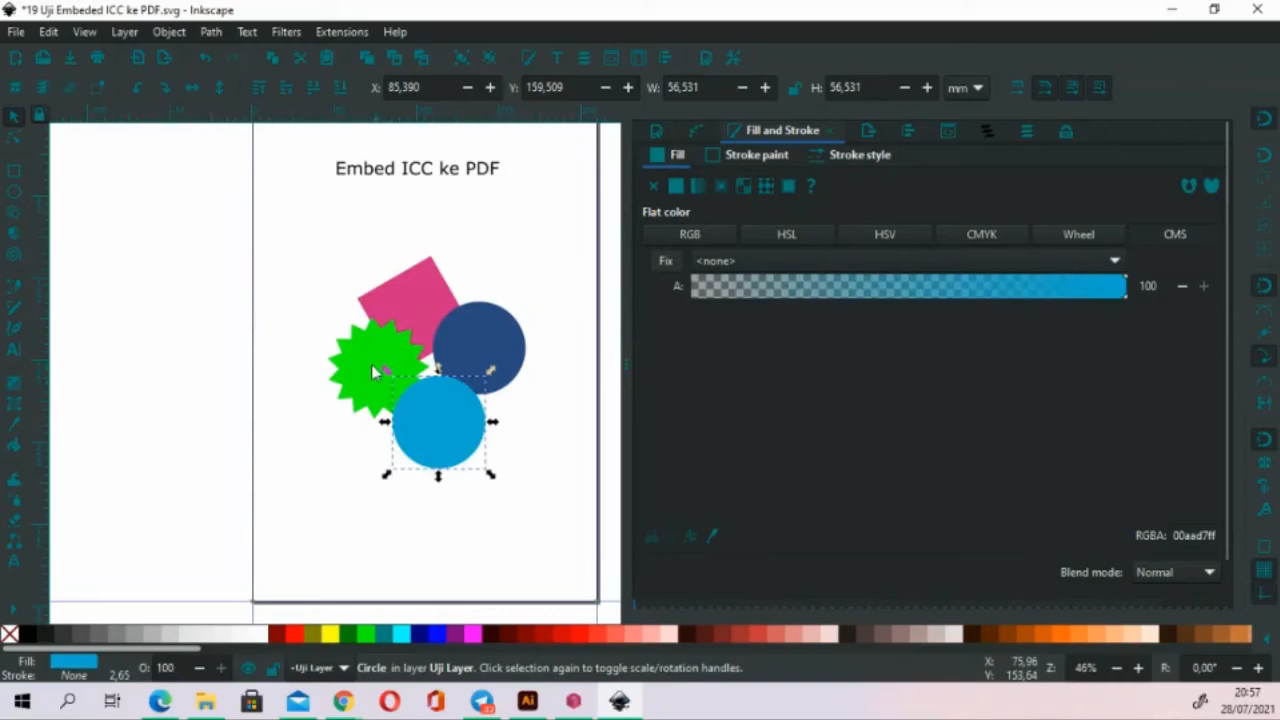 *19 Uji Embeded ICC ke PDF.svg - Inkscape
File Edit View Layer Object Path Text Filters Extensions Help
X: 85,390 Y: 159,509 W: 56,531 H: 56,531 mm
Fill and Stroke
Fill Stroke paint Stroke style
Flat color
RGB HSL HSV CMYK Wheel CMS
Fix <none>
A: 100
Embed ICC ke PDF
RGBA: 00aad7ff
Blend mode: Normal
Fill:
Stroke: None 2,65 O: 100 -Uji Layer Circle in layer Uji Layer. Click selection again to toggle scale/rotation handles. X: 75,96 Y: 153,64 Z: 46% R: 0,00°
Ai
20:57
28/07/2021